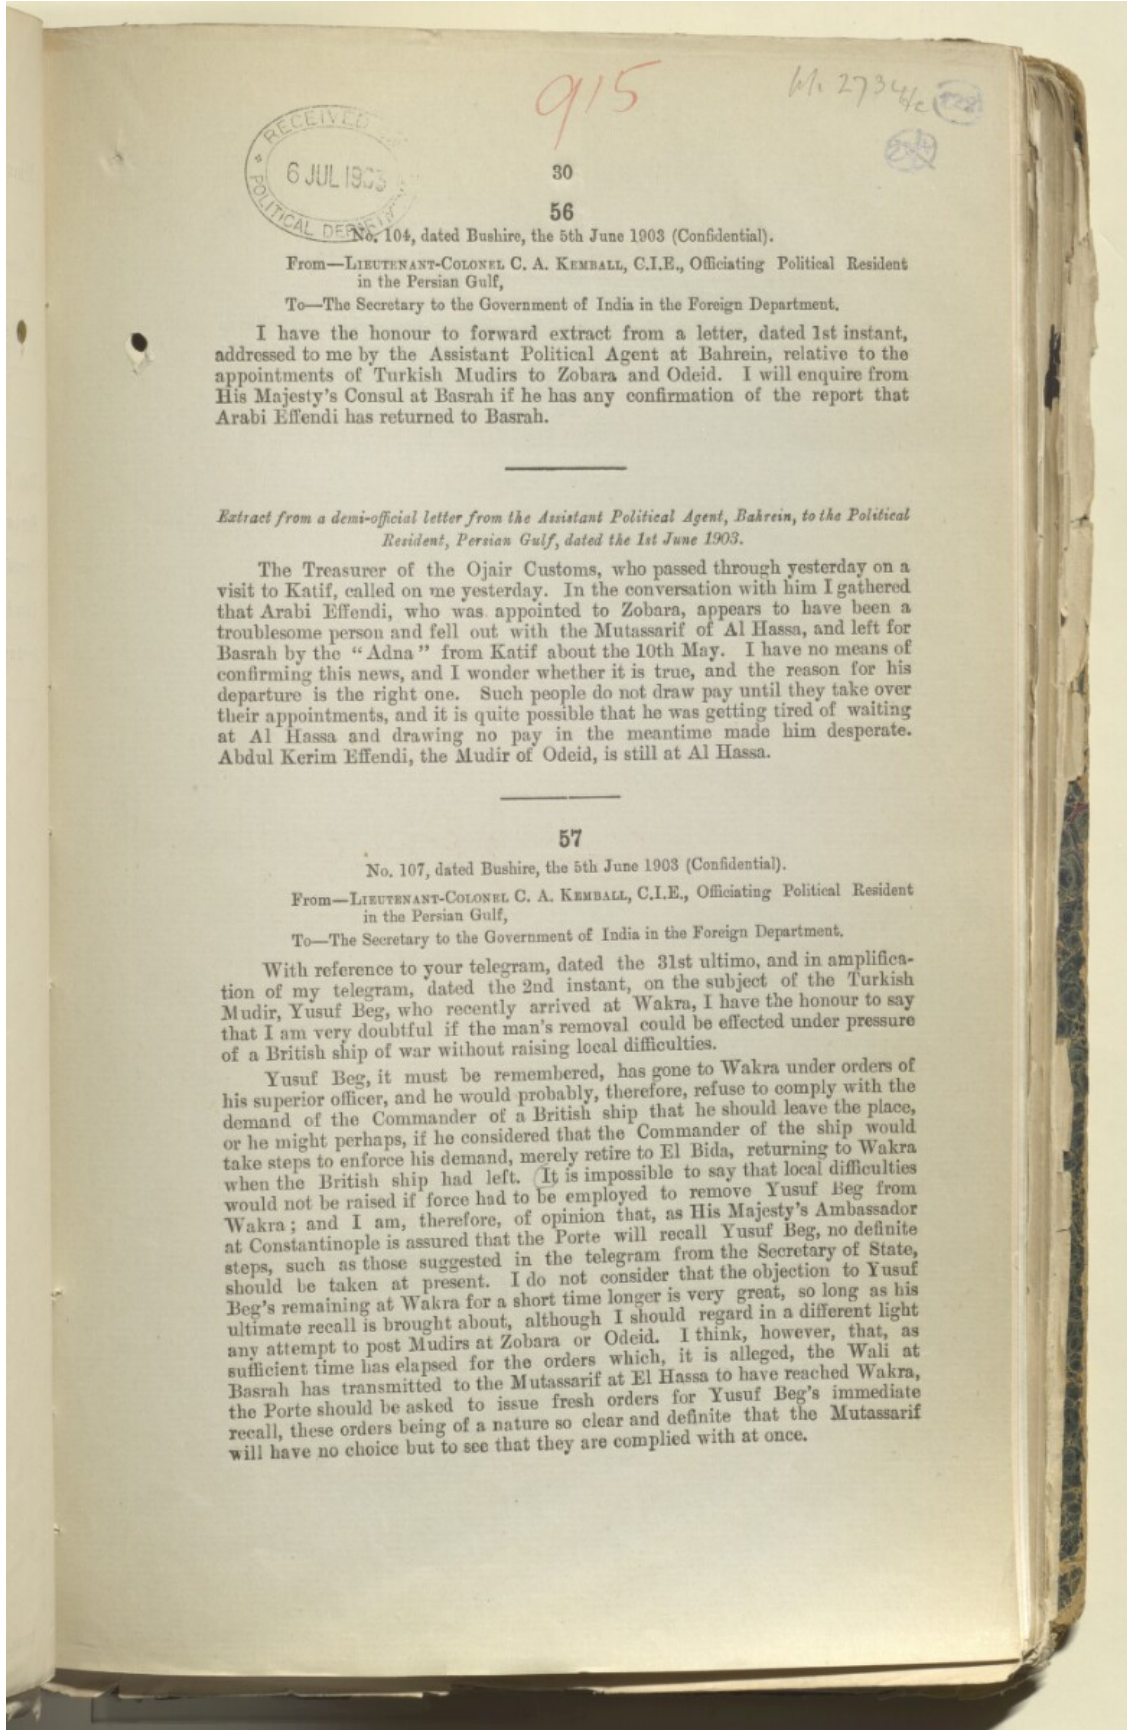 915
RECEIVED
6 JUL 1903
POLITICAL DEPARTMENT
30
56
No. 104, dated Bushire, the 5th June 1903 (Confidential).
From—LIEUTENANT-COLONEL C. A. KEMBALL, C.I.E., Officiating Political Resident
in the Persian Gulf,
To—The Secretary to the Government of India in the Foreign Department.
I have the honour to forward extract from a letter, dated 1st instant,
addressed to me by the Assistant Political Agent at Bahrein, relative to the
appointments of Turkish Mudirs to Zobara and Odeid. I will enquire from
His Majesty's Consul at Basrah if he has any confirmation of the report that
Arabi Effendi has returned to Basrah.
Extract from a demi-official letter from the Assistant Political Agent, Bahrein, to the Political
Resident, Persian Gulf, dated the 1st June 1903.
The Treasurer of the Ojair Customs, who passed through yesterday on a
visit to Katif, called on me yesterday. In the conversation with him I gathered
that Arabi Effendi, who was appointed to Zobara, appears to have been a
troublesome person and fell out with the Mutassarif of Al Hassa, and left for
Basrah by the "Adna" from Katif about the 10th May. I have no means of
confirming this news, and I wonder whether it is true, and the reason for his
departure is the right one. Such people do not draw pay until they take over
their appointments, and it is quite possible that he was getting tired of waiting
at Al Hassa and drawing no pay in the meantime made him desperate.
Abdul Kerim Effendi, the Mudir of Odeid, is still at Al Hassa.
57
No. 107, dated Bushire, the 5th June 1903 (Confidential).
From—LIEUTENANT-COLONEL C. A. KEMBALL, C.I.E., Officiating Political Resident
in the Persian Gulf,
To—The Secretary to the Government of India in the Foreign Department.
With reference to your telegram, dated the 31st ultimo, and in amplifica-
tion of my telegram, dated the 2nd instant, on the subject of the Turkish
Mudir, Yusuf Beg, who recently arrived at Wakra, I have the honour to say
that I am very doubtful if the man's removal could be effected under pressure
of a British ship of war without raising local difficulties.
Yusuf Beg, it must be remembered, has gone to Wakra under orders of
his superior officer, and he would probably, therefore, refuse to comply with the
demand of the Commander of a British ship that he should leave the place,
or he might perhaps, if he considered that the Commander of the ship would
take steps to enforce his demand, merely retire to El Bida, returning to Wakra
when the British ship had left. It is impossible to say that local difficulties
would not be raised if force had to be employed to remove Yusuf Beg from
Wakra; and I am, therefore, of opinion that, as His Majesty's Ambassador
at Constantinople is assured that the Porte will recall Yusuf Beg, no definite
steps, such as those suggested in the telegram from the Secretary of State,
should be taken at present. I do not consider that the objection to Yusuf
Beg's remaining at Wakra for a short time longer is very great, so long as his
ultimate recall is brought about, although I should regard in a different light
any attempt to post Mudirs at Zobara or Odeid. I think, however, that, as
sufficient time has elapsed for the orders which, it is alleged, the Wali at
Basrah has transmitted to the Mutassarif at El Hassa to have reached Wakra,
the Porte should be asked to issue fresh orders for Yusuf Beg's immediate
recall, these orders being of a nature so clear and definite that the Mutassarif
will have no choice but to see that they are complied with at once.